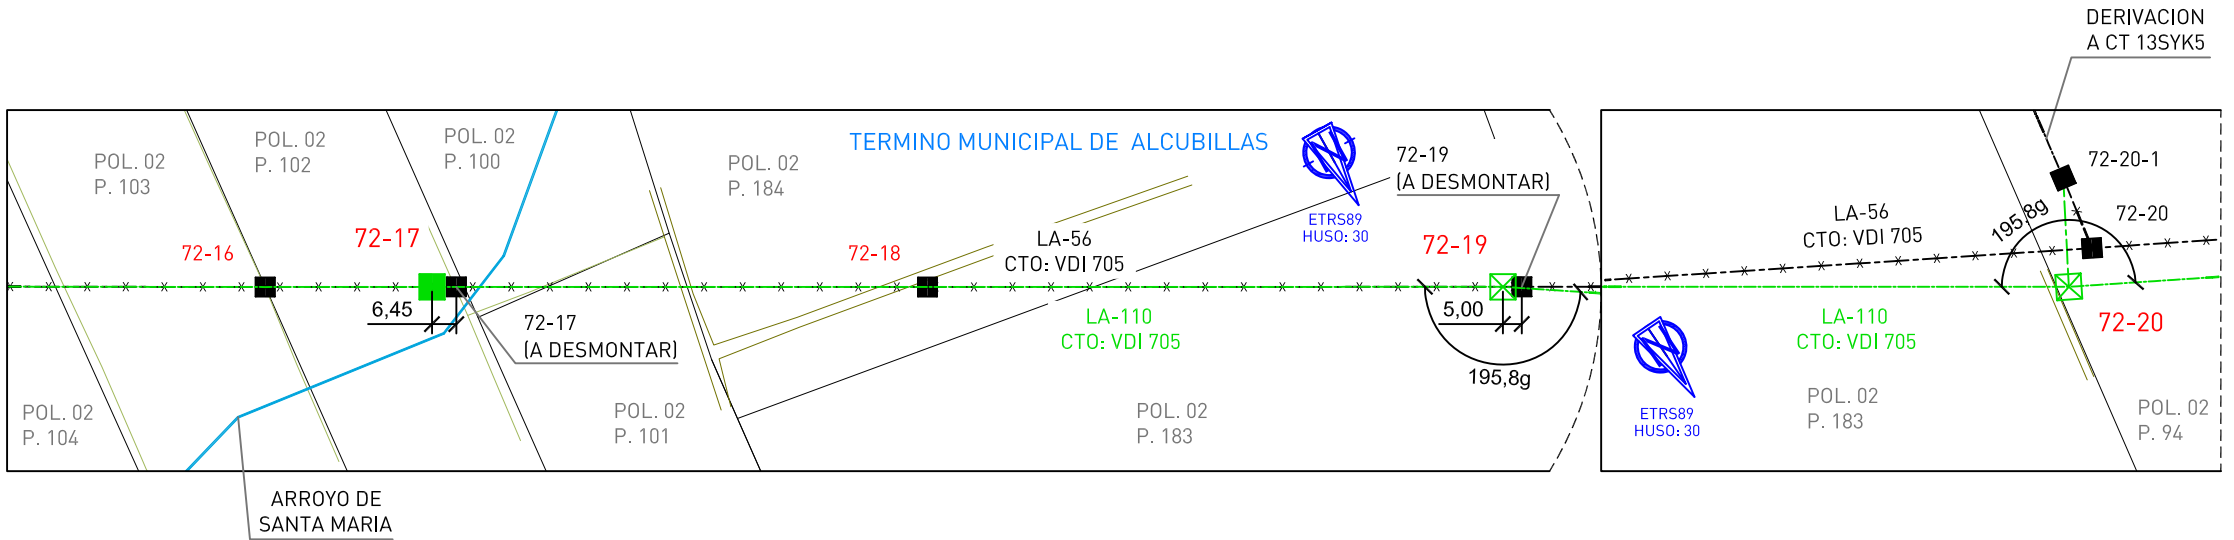 DERIVACION
A CT 13SYK5
POL. 02
P. 103
POL. 02
P. 102
POL. 02
P. 100
POL. 02
P. 184
TERMINO MUNICIPAL DE ALCUBILLAS
ETRS89
HUSO: 30
72-19
(A DESMONTAR)
72-20-1
72-16
72-17
72-18
LA-56
CTO: VDI 705
72-19
LA-56
CTO: VDI 705
195,8g
72-20
6,45
72-17
(A DESMONTAR)
LA-110
CTO: VDI 705
5,00
195,8g
LA-110
CTO: VDI 705
72-20
ETRS89
HUSO: 30
POL. 02
P. 104
POL. 02
P. 101
POL. 02
P. 183
POL. 02
P. 183
POL. 02
P. 94
ARROYO DE
SANTA MARIA